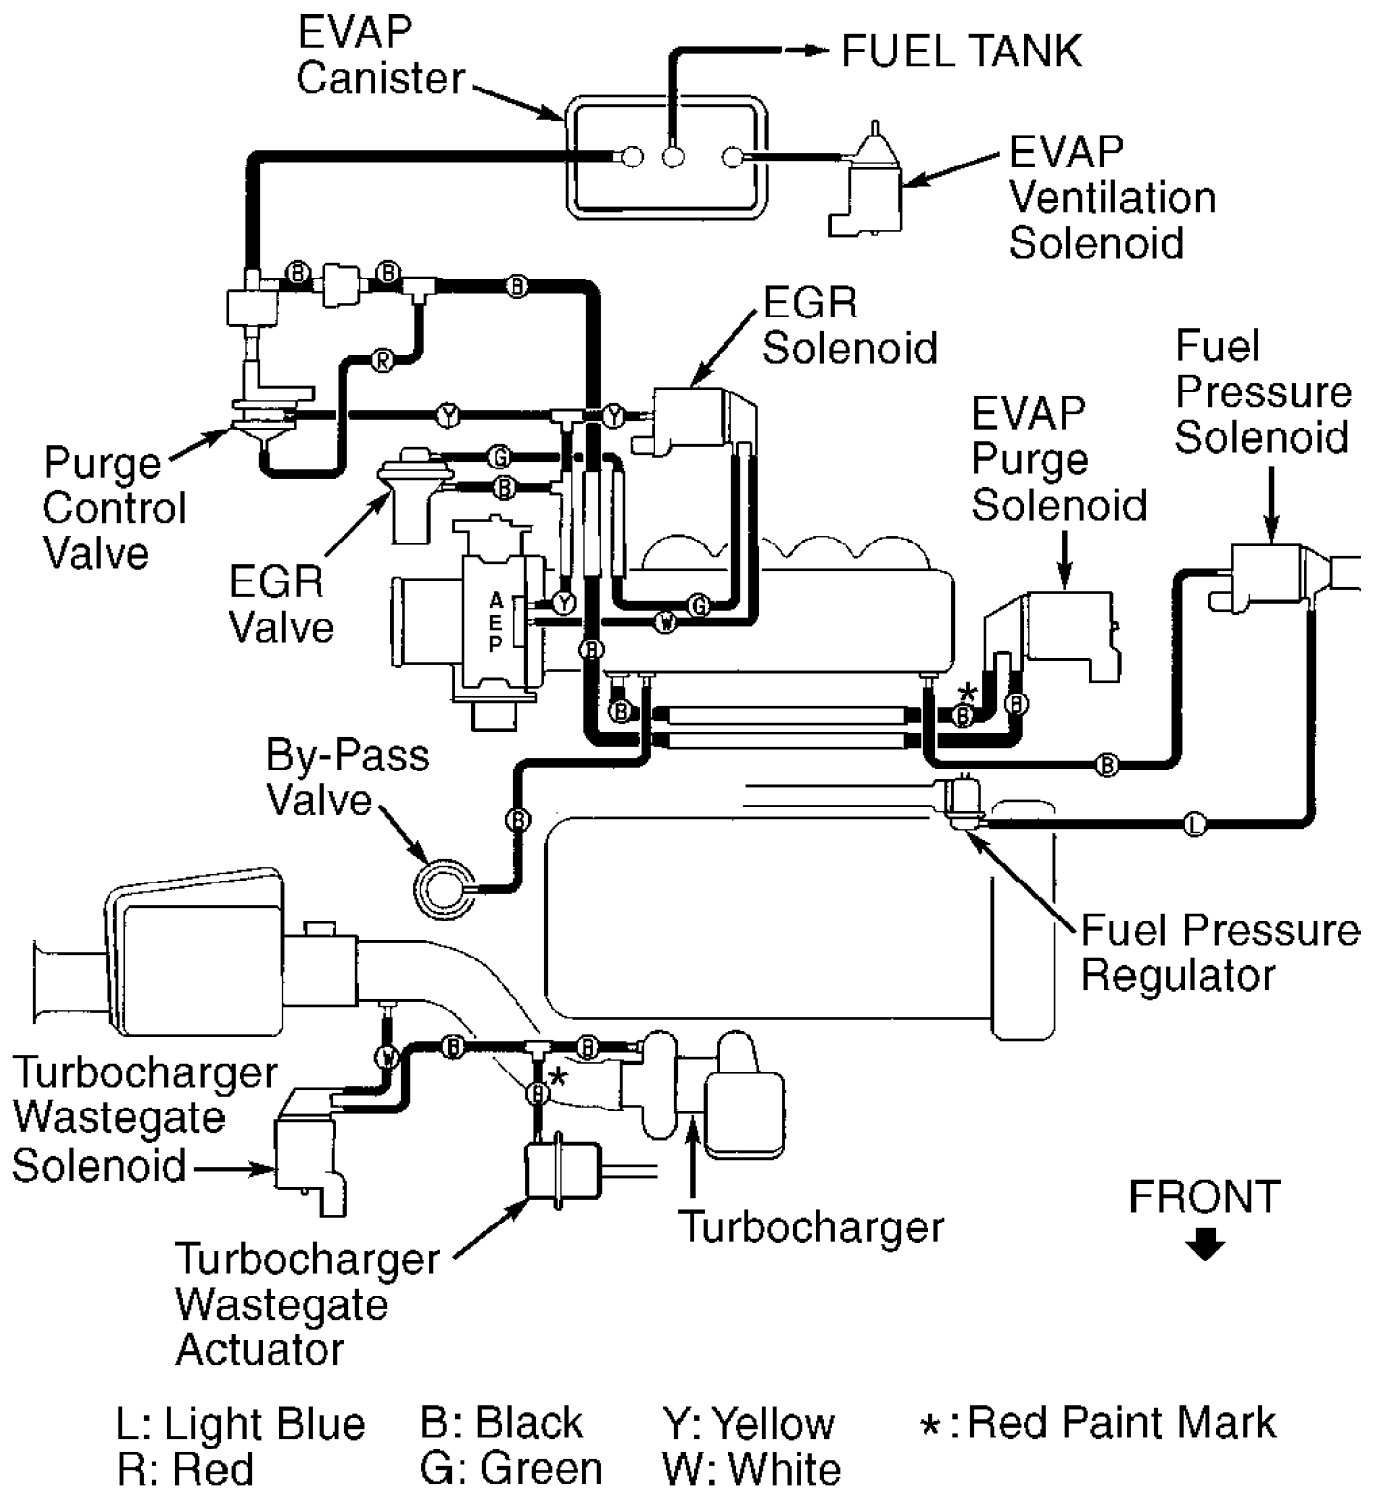 EVAP
Canister
FUEL TANK
EVAP
Ventilation
Solenoid
B
B
B
EGR
Solenoid
R
Fuel
Pressure
Solenoid
Y
Y
EVAP
Purge
Solenoid
Purge
Control
Valve
G
B
EGR
Valve
A
E
P
Y
G
W
B
*
B
B
B
By-Pass
Valve
B
B
L
Fuel Pressure
Regulator
W
B
B
*
B
Turbocharger
Wastegate
Solenoid
Turbocharger
FRONT
Turbocharger
Wastegate
Actuator
L: Light Blue B: Black Y: Yellow *: Red Paint Mark
R: Red G: Green W: White